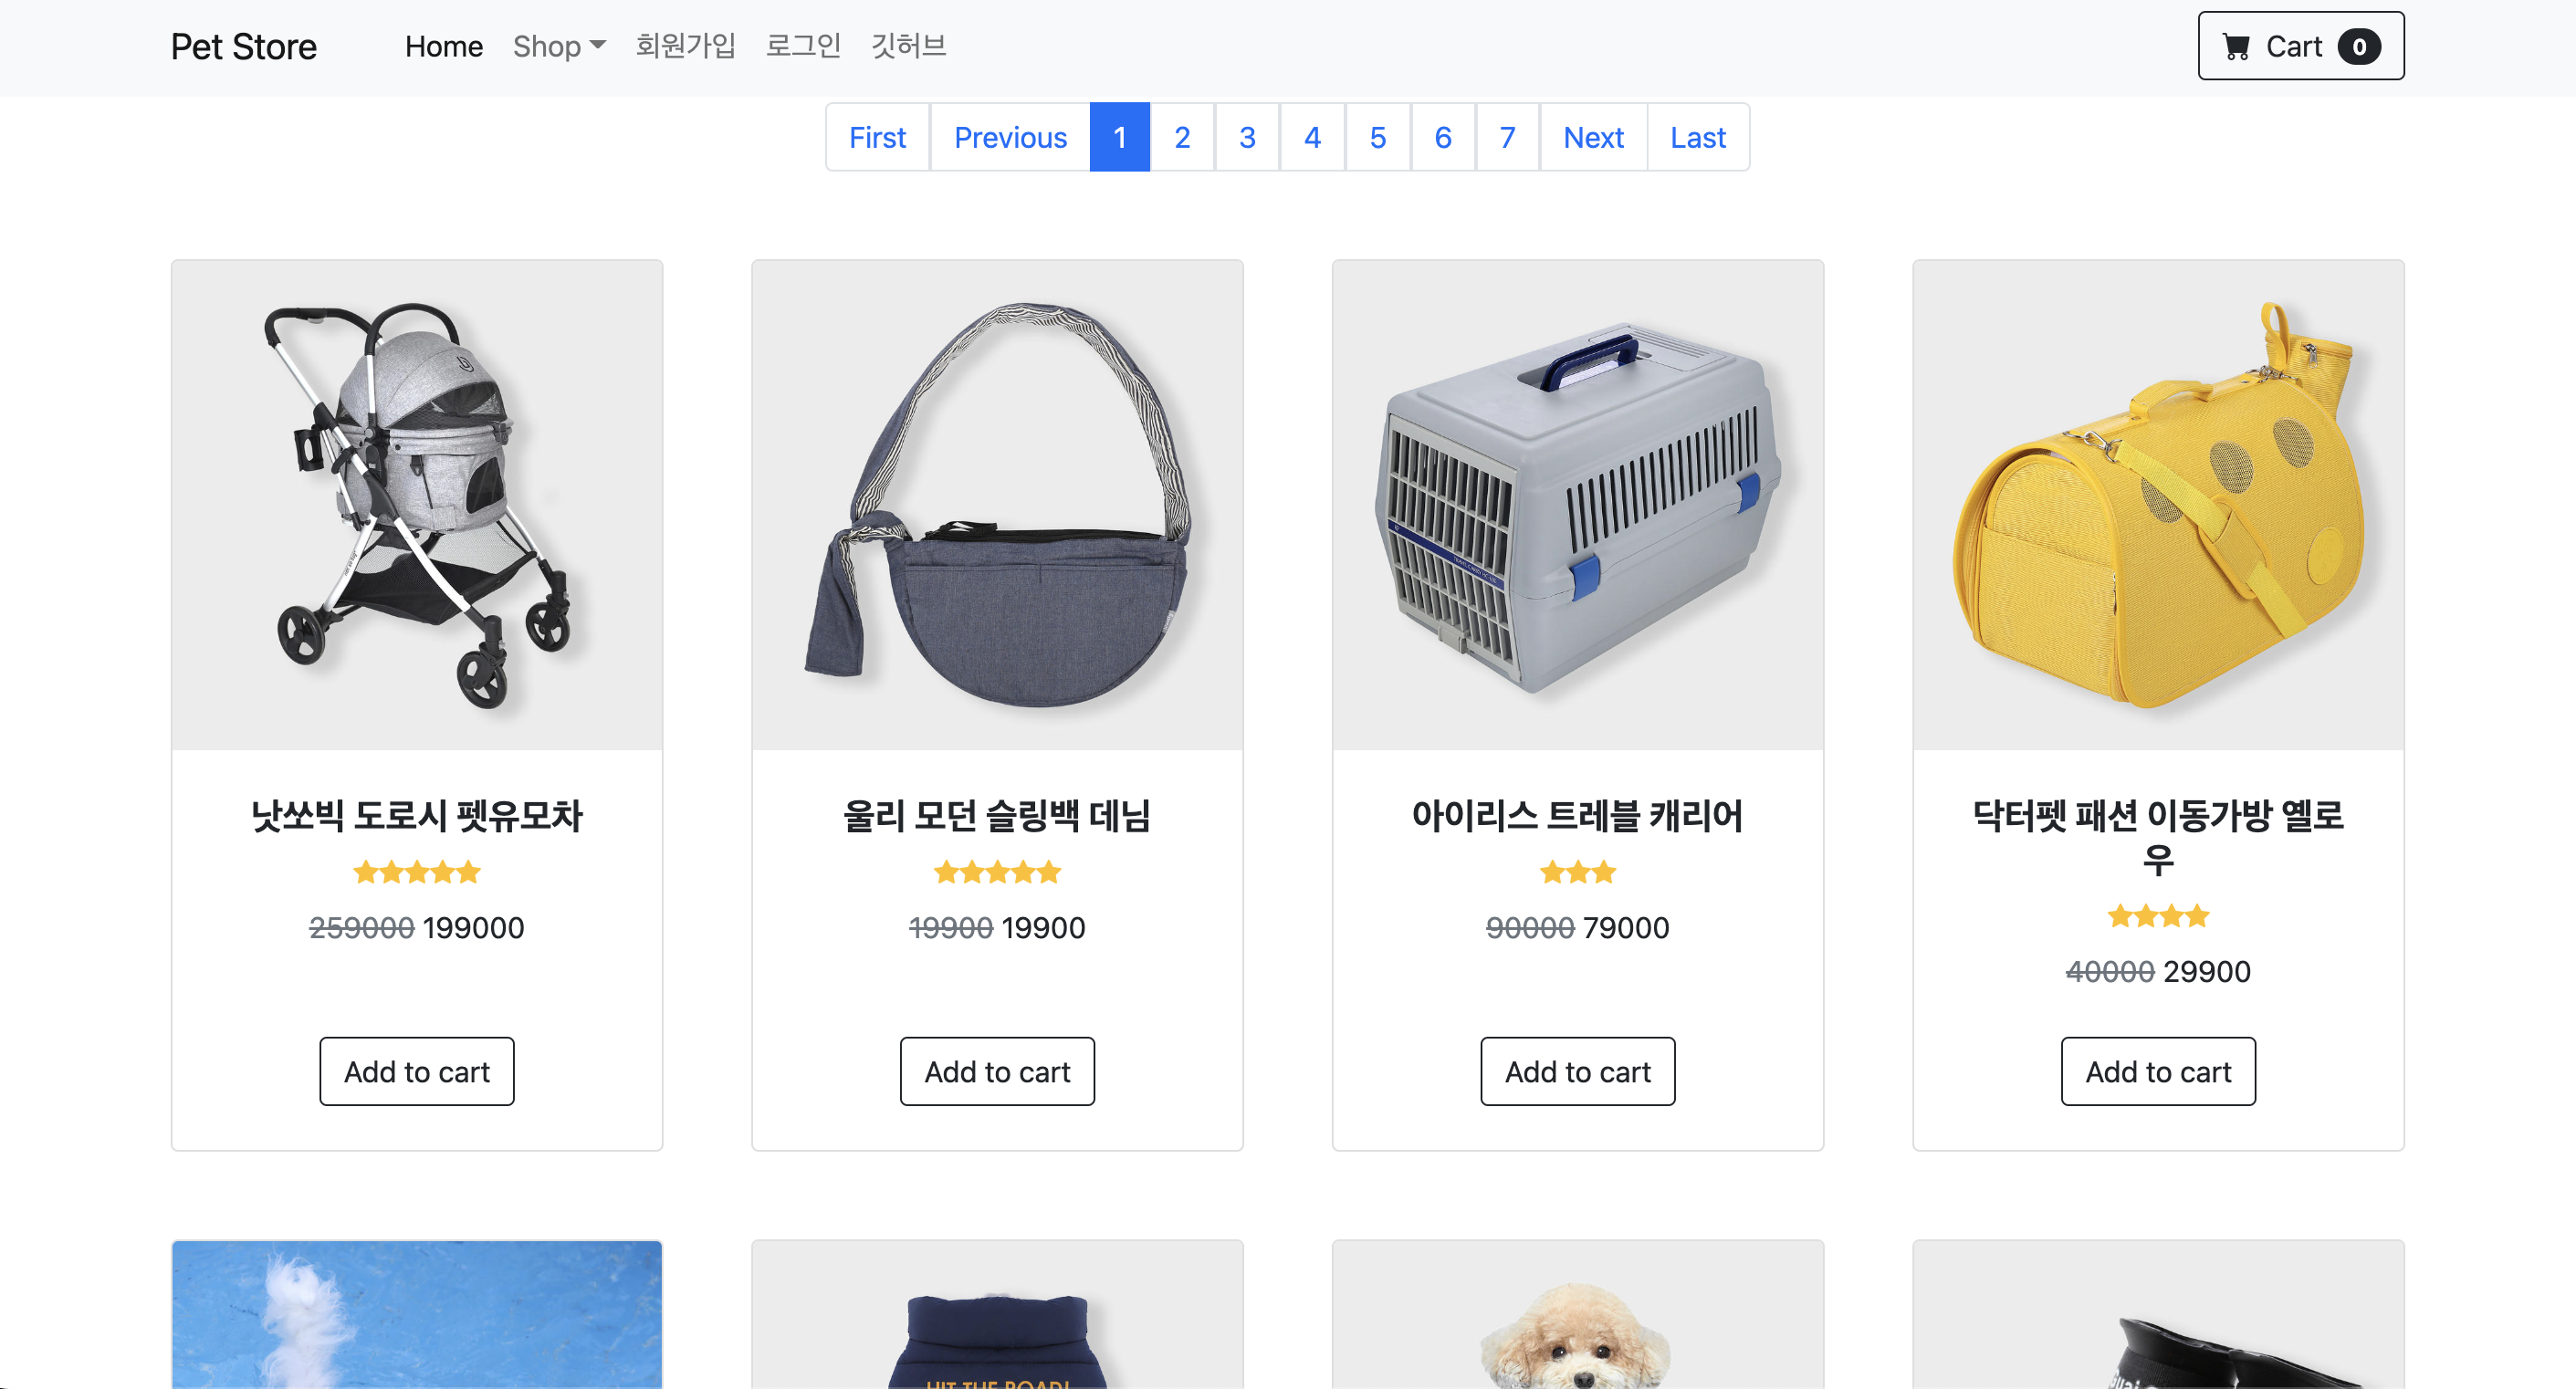 Pet Store Home Shop 회원가입 로그인 깃허브 Cart 0
First Previous 1 2 3 4 5 6 7 Next Last
낫쏘빅 도로시 펫유모차
259000 199000
Add to cart
울리 모던 슬링백 데님
19900 19900
Add to cart
아이리스 트레블 캐리어
90000 79000
Add to cart
닥터펫 패션 이동가방 옐로
우
40000 29900
Add to cart
HIT THE ROAD!